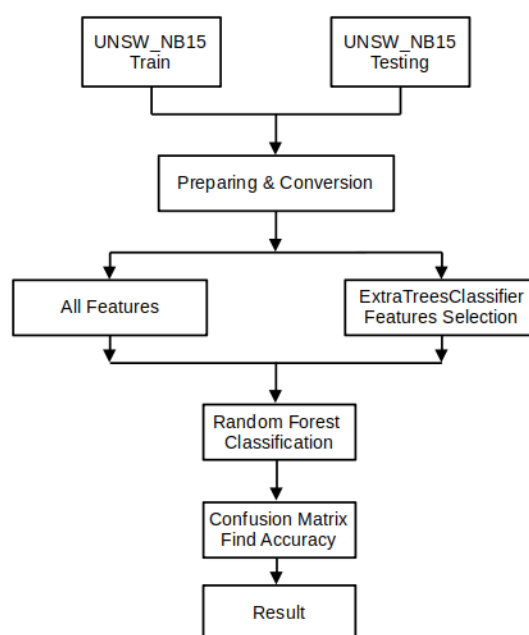 UNSW_NB15
Train
UNSW_NB15
Testing
Preparing & Conversion
All Features
ExtraTreesClassifier
Features Selection
Random Forest
Classification
Confusion Matrix
Find Accuracy
Result